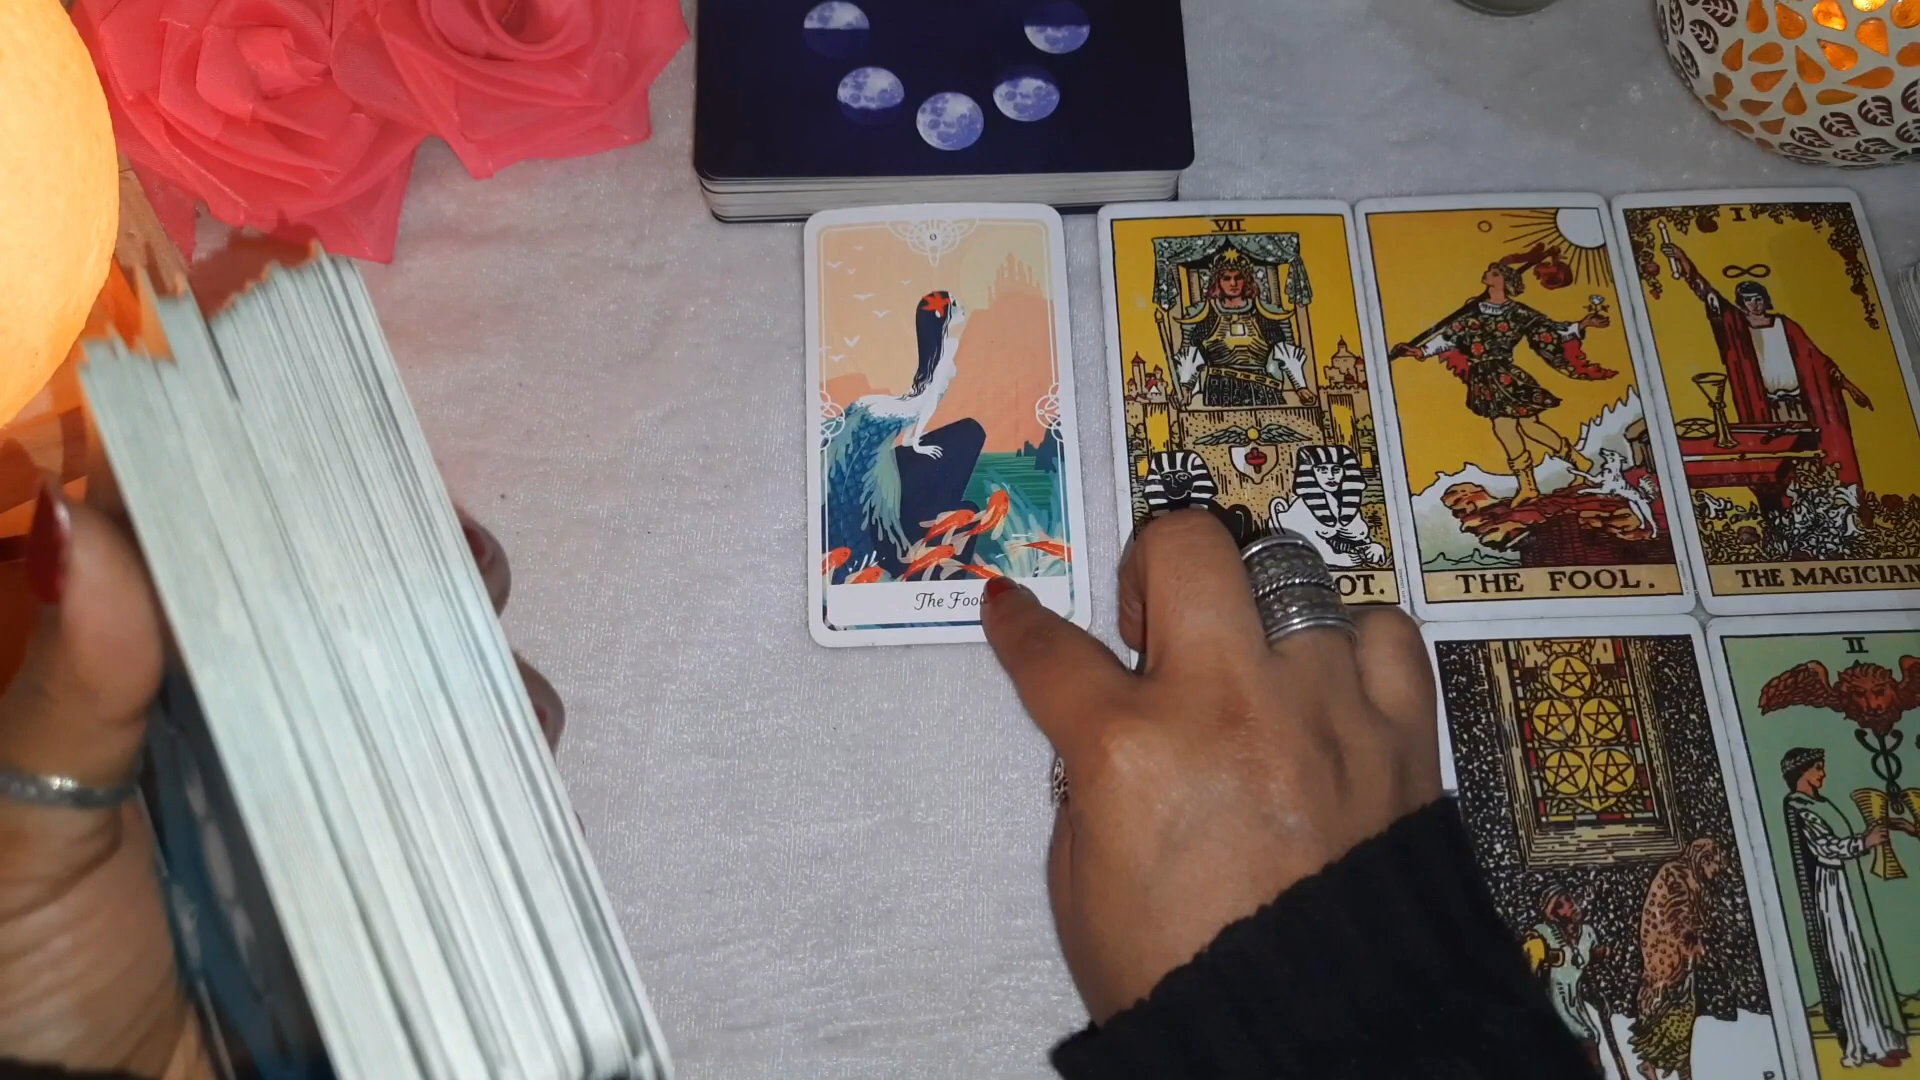 0
The Fool
VII
OT.
THE FOOL.
I
THE MAGICIAN
II